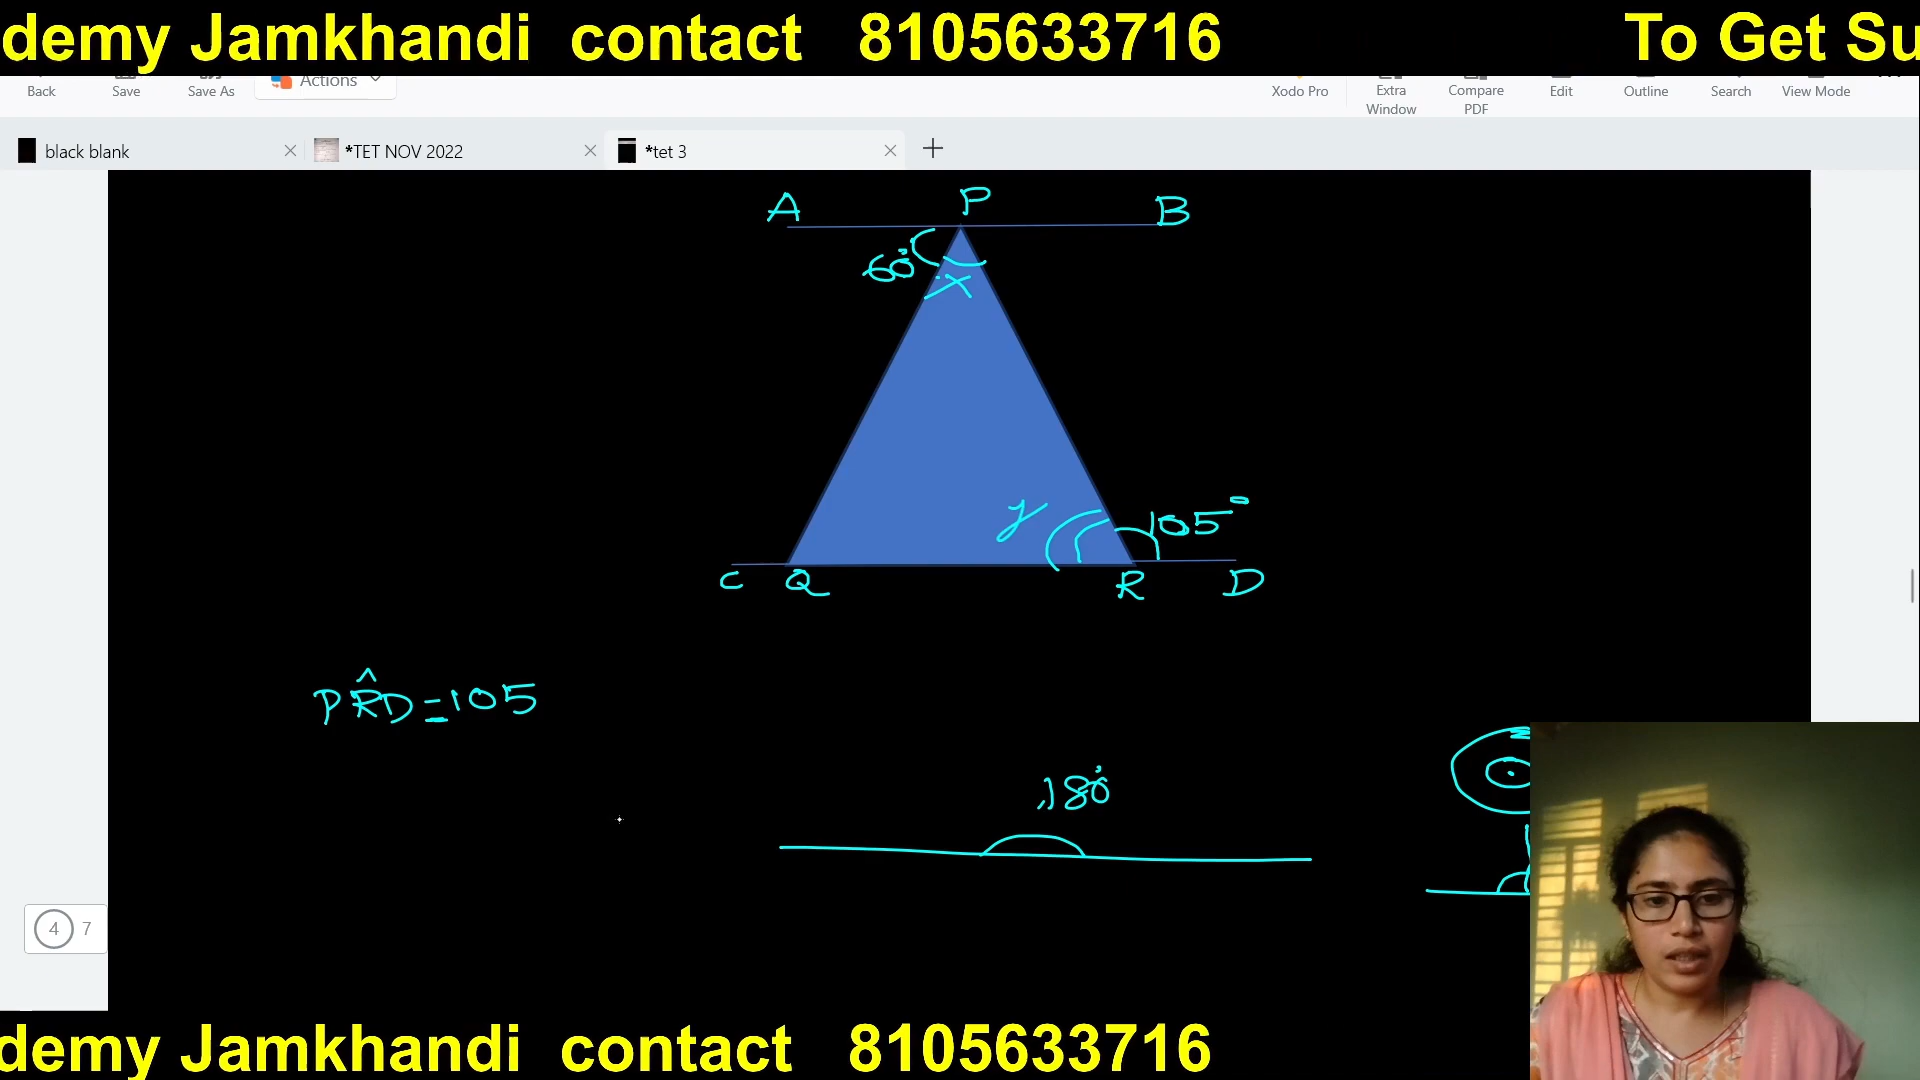 demy Jamkhandi contact 8105633716 To Get Su
Back Save Save As Actions Xodo Pro Extra Window Compare PDF Edit Outline Search View Mode
black blank *TET NOV 2022 *tet 3
A P B
60° x
y 105°
C Q R D
PR̂D=105
180°
4 7
demy Jamkhandi contact 8105633716